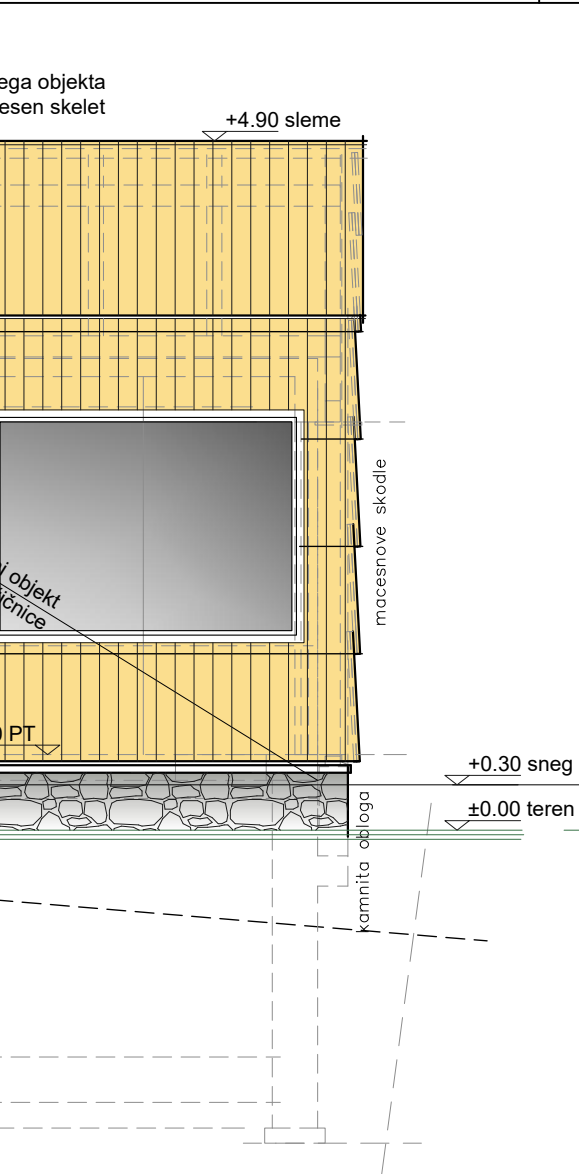 ega objekta
esen skelet
+4.90 sleme
macesnove skodle
objekt
ičnice
PT
+0.30 sneg
±0.00 teren
kamnita obloga